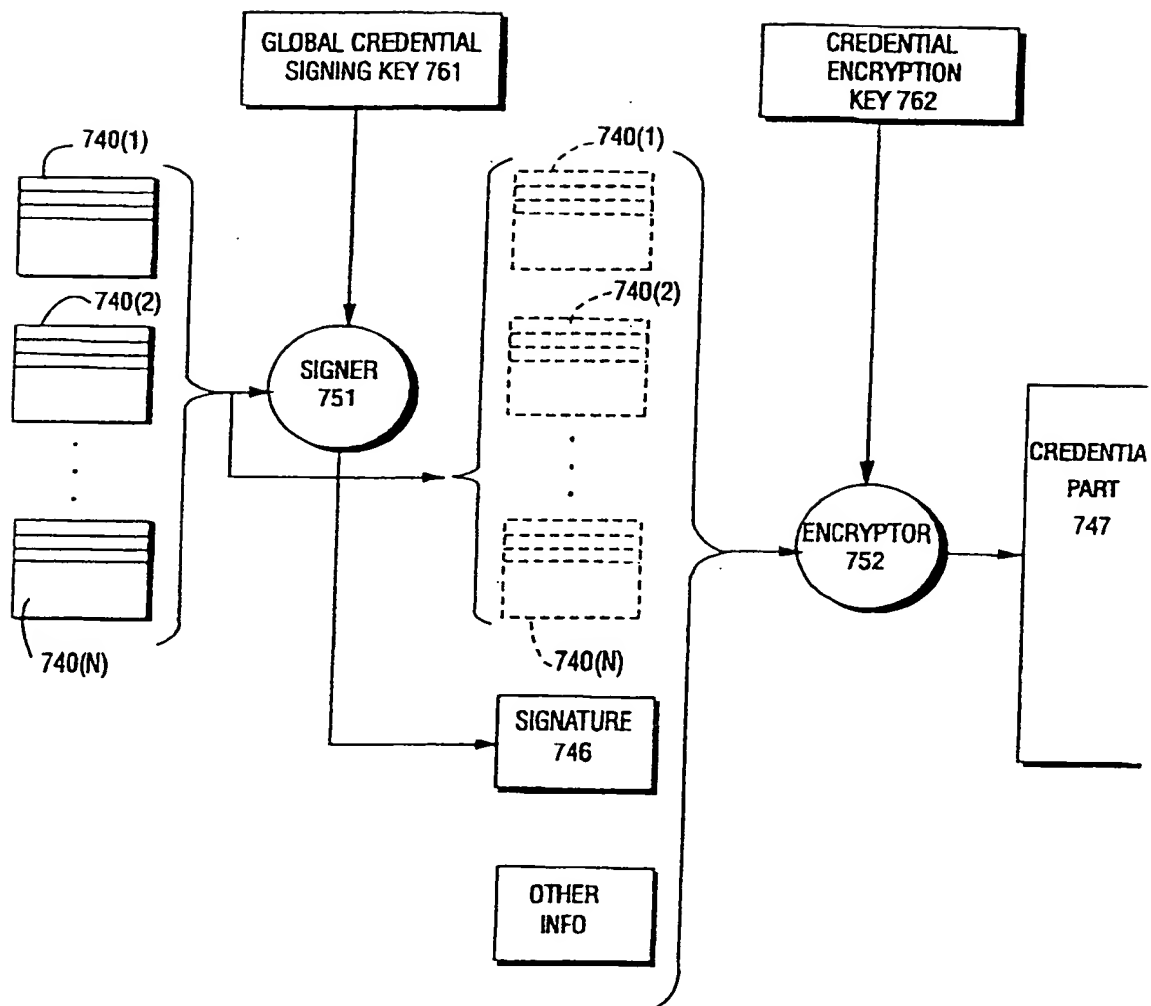 GLOBAL CREDENTIAL
SIGNING KEY 761
CREDENTIAL
ENCRYPTION
KEY 762
740(1)
740(2)
740(N)
SIGNER
751
740(1)
740(2)
740(N)
SIGNATURE
746
OTHER
INFO
ENCRYPTOR
752
CREDENTIA
PART
747